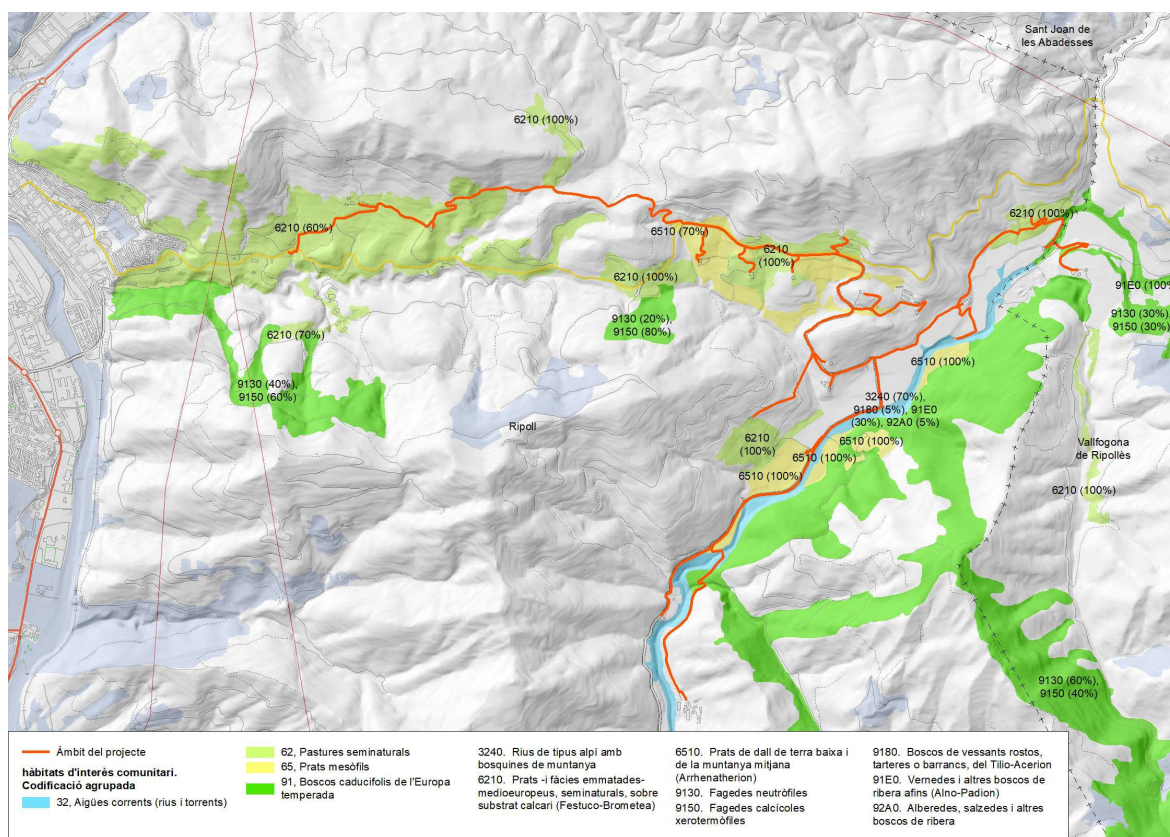 Sant Joan de
les Abadesses
6210 (100%)
6210 (60%)
6510 (70%)
6210
(100%)
6210 (100%)
6210 (100%)
91E0 (100%
9130 (20%),
9150 (80%)
9130 (30%)
9150 (30%)
6210 (70%)
6510 (100%)
9130 (40%),
9150 (60%)
3240 (70%),
9180 (5%), 91E0
(30%), 92A0 (5%)
Ripoll
6210
(100%)
6510 (100%)
Vallfogona
de Ripollès
6510 (100%)
6510 (100%)
6210 (100%)
9130 (60%),
9150 (40%)
Àmbit del projecte
hàbitats d'interès comunitari.
Codificació agrupada
32, Aigües corrents (rius i torrents)
62, Pastures seminaturals
65, Prats mesòfils
91, Boscos caducifolis de l'Europa
temperada
3240. Rius de tipus alpí amb
bosquines de muntanya
6210. Prats -i fàcies emmatades-
medioeuropeus, seminaturals, sobre
substrat calcari (Festuco-Brometea)
6510. Prats de dall de terra baixa i
de la muntanya mitjana
(Arrhenatherion)
9130. Fagedes neutròfiles
9150. Fagedes calcícoles
xerotermòfiles
9180. Boscos de vessants rostos,
tarteres o barrancs, del Tilio-Acerion
91E0. Vernedes i altres boscos de
ribera afins (Alno-Padion)
92A0. Alberedes, salzedes i altres
boscos de ribera